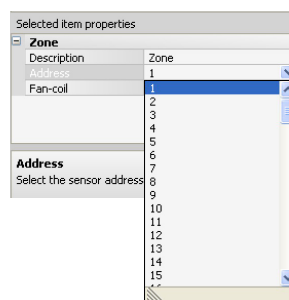 Selected item properties
Zone
Description Zone
Address 1
Fan-coil
1
2
3
4
5
6
7
8
9
10
11
12
13
14
15
Address
Select the sensor address